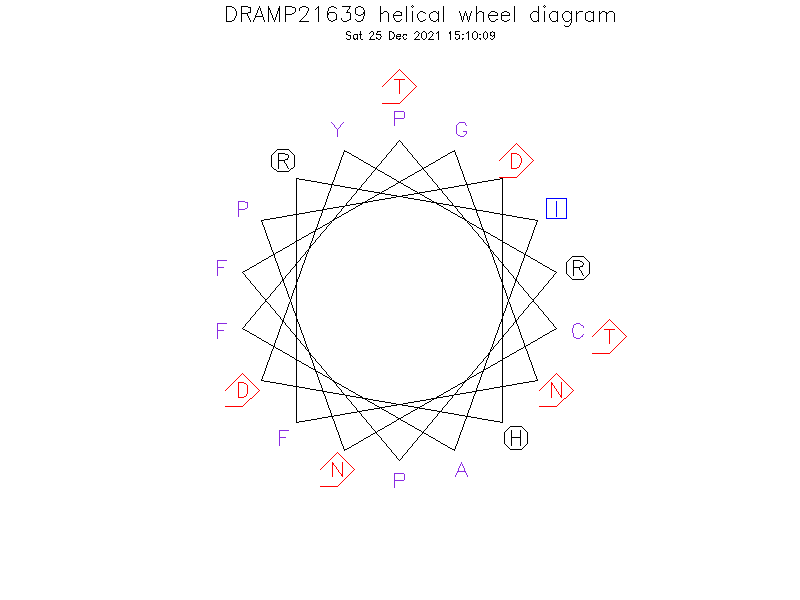 DRAMP21639 helical wheel diagram
Sat 25 Dec 2021 15:10:09
T
Y P G
R D
P I
F R
F C T
D N
F H
N P A